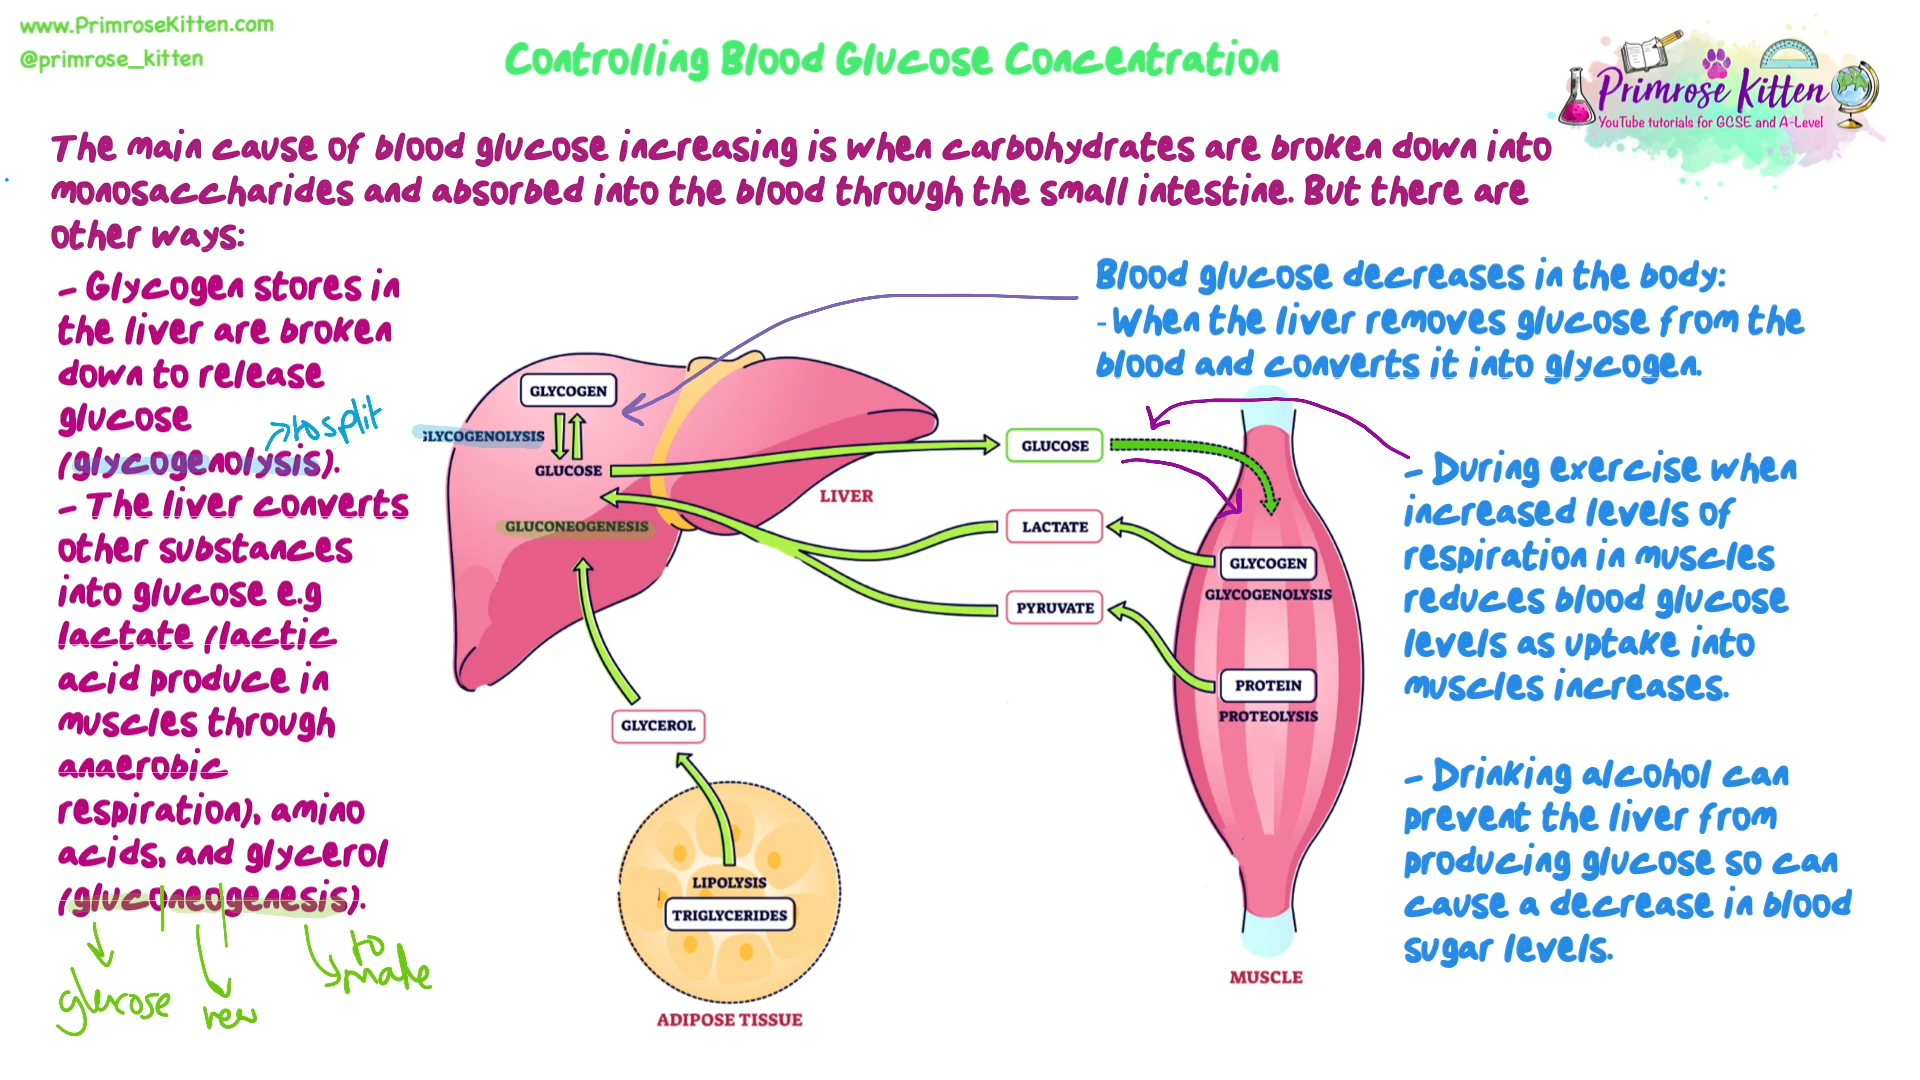 www.PrimroseKitten.com
@primrose_kitten
Controlling Blood Glucose Concentration
Primrose Kitten
YouTube tutorials for GCSE and A-Level
The main cause of blood glucose increasing is when carbohydrates are broken down into
monosaccharides and absorbed into the blood through the small intestine. But there are
other ways:
- Glycogen stores in
the liver are broken
down to release
glucose
(glycogenolysis).
to split
- The liver converts
other substances
into glucose e.g
lactate (lactic
acid produce in
muscles through
anaerobic
respiration), amino
acids, and glycerol
(gluconeogenesis).
glucose
new
to
make
GLYCOGEN
GLYCOGENOLYSIS
GLUCOSE
GLUCONEOGENESIS
LIVER
GLYCEROL
LIPOLYSIS
TRIGLYCERIDES
ADIPOSE TISSUE
GLUCOSE
LACTATE
PYRUVATE
GLYCOGEN
GLYCOGENOLYSIS
PROTEIN
PROTEOLYSIS
MUSCLE
Blood glucose decreases in the body:
-When the liver removes glucose from the
blood and converts it into glycogen.
- During exercise when
increased levels of
respiration in muscles
reduces blood glucose
levels as uptake into
muscles increases.
- Drinking alcohol can
prevent the liver from
producing glucose so can
cause a decrease in blood
sugar levels.